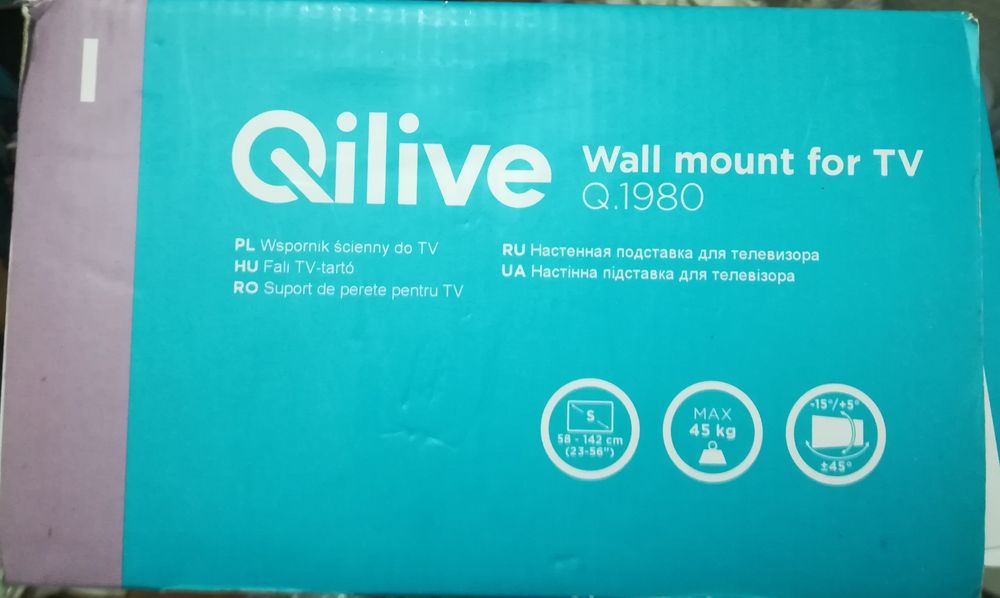 Qilive
Wall mount for TV
Q.1980
PL Wspornik ścienny do TV
HU Fali TV-tartó
RO Suport de perete pentru TV
RU Настенная подставка для телевизора
UA Настінна підставка для телевізора
S
58 - 142 cm
(23-56")
MAX
45 kg
-15°/+5°
±45°